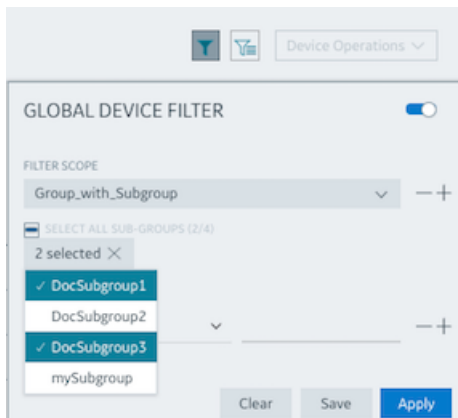 Device Operations
GLOBAL DEVICE FILTER
FILTER SCOPE
Group_with_Subgroup
SELECT ALL SUB-GROUPS (2/4)
2 selected
DocSubgroup1
DocSubgroup2
DocSubgroup3
mySubgroup
Clear Save Apply